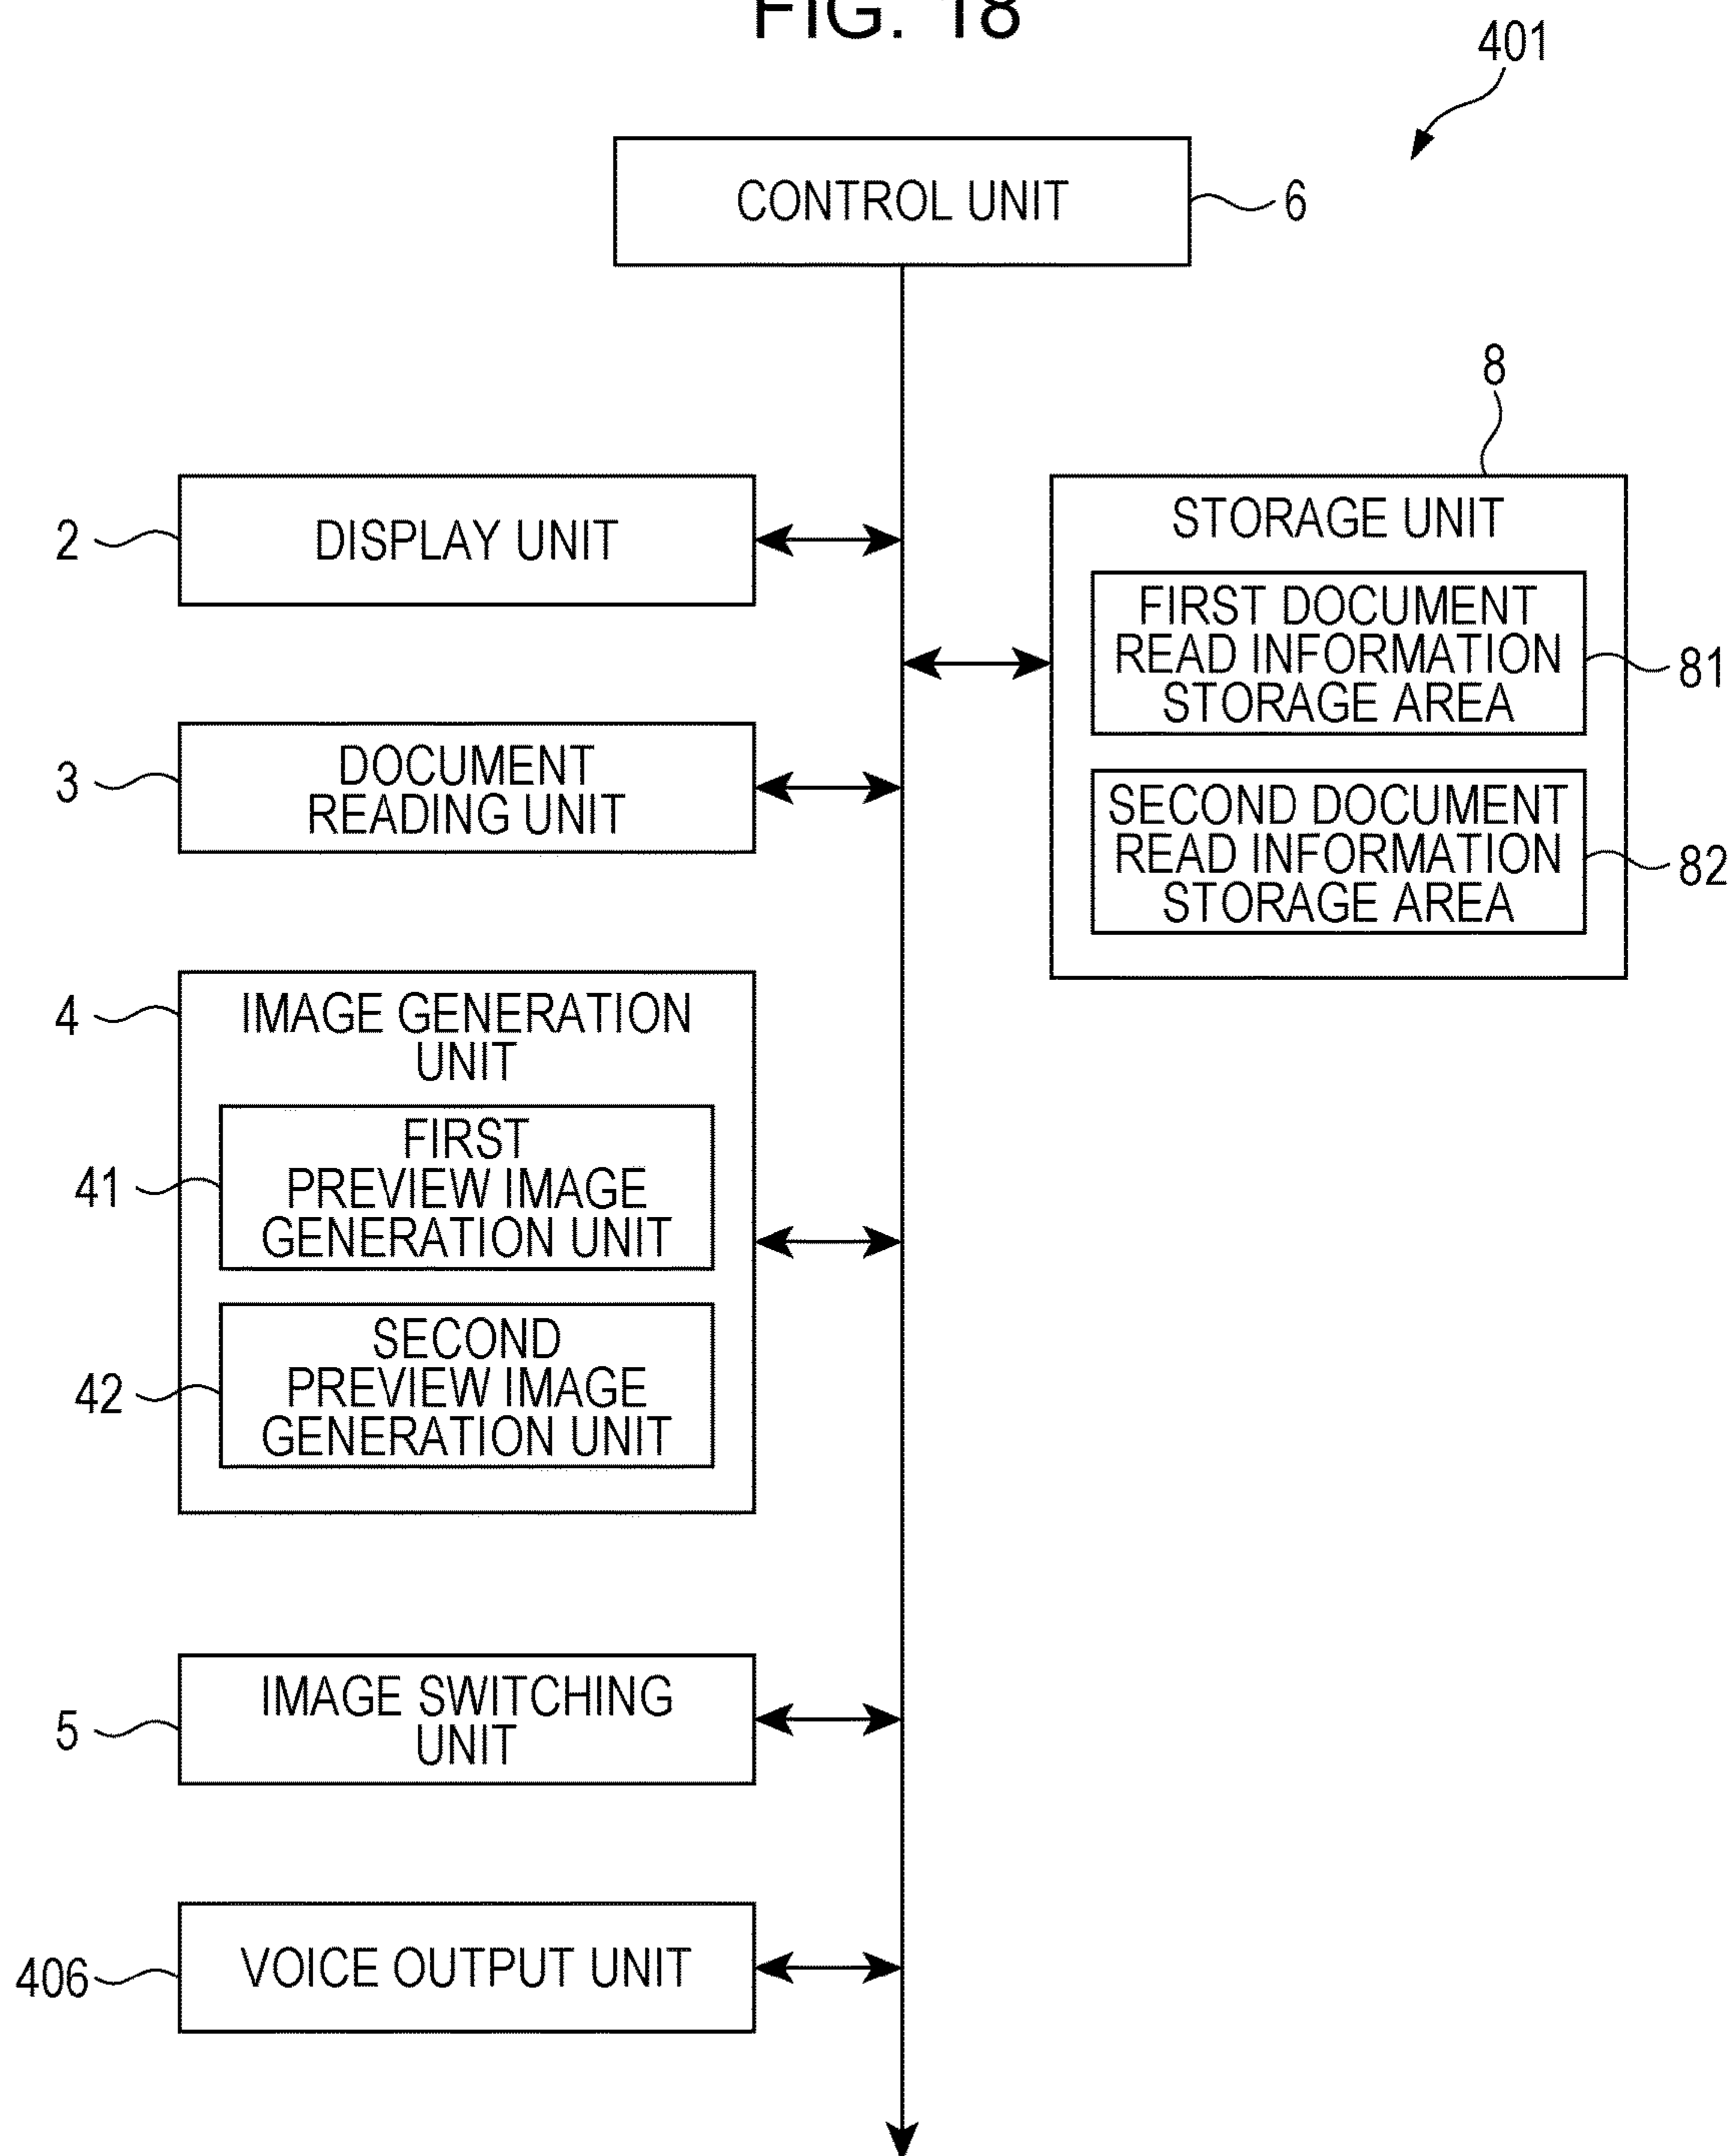 FIG. 18
401
CONTROL UNIT
6
8
2
DISPLAY UNIT
STORAGE UNIT
FIRST DOCUMENT
READ INFORMATION
STORAGE AREA
81
3
DOCUMENT
READING UNIT
SECOND DOCUMENT
READ INFORMATION
STORAGE AREA
82
4
IMAGE GENERATION
UNIT
41
FIRST
PREVIEW IMAGE
GENERATION UNIT
42
SECOND
PREVIEW IMAGE
GENERATION UNIT
5
IMAGE SWITCHING
UNIT
406
VOICE OUTPUT UNIT